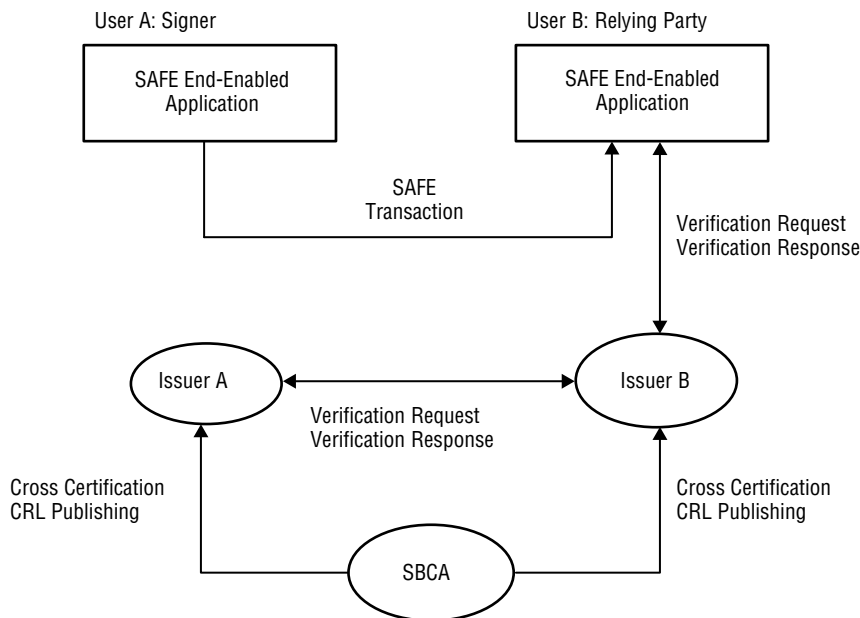 User A: Signer
User B: Relying Party
SAFE End-Enabled
Application
SAFE End-Enabled
Application
SAFE
Transaction
Verification Request
Verification Response
Issuer A
Issuer B
Verification Request
Verification Response
Cross Certification
CRL Publishing
Cross Certification
CRL Publishing
SBCA